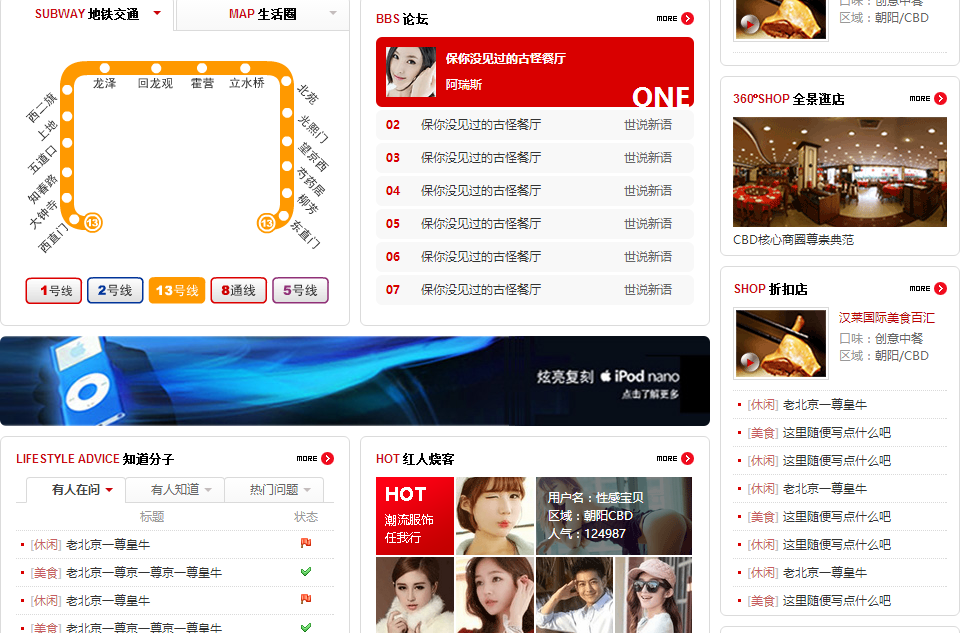 SUBWAY 地铁交通
MAP 生活圈
龙泽 回龙观 霍营 立水桥
西二旗
上地
五道口
知春路
大钟寺
西直门
北苑
光熙门
望京西
芍药居
柳芳
东直门
13
13
1号线
2号线
13号线
8通线
5号线
BBS 论坛
MORE
保你没见过的古怪餐厅
阿瑞斯
ONE
02 保你没见过的古怪餐厅 世说新语
03 保你没见过的古怪餐厅 世说新语
04 保你没见过的古怪餐厅 世说新语
05 保你没见过的古怪餐厅 世说新语
06 保你没见过的古怪餐厅 世说新语
07 保你没见过的古怪餐厅 世说新语
口味：创意中餐
区域：朝阳/CBD
360°SHOP 全景逛店
MORE
CBD核心商圈尊崇典范
SHOP 折扣店
MORE
汉莱国际美食百汇
口味：创意中餐
区域：朝阳/CBD
[休闲] 老北京一尊皇牛
[美食] 这里随便写点什么吧
[休闲] 这里随便写点什么吧
[休闲] 老北京一尊皇牛
[美食] 这里随便写点什么吧
[休闲] 这里随便写点什么吧
[休闲] 老北京一尊皇牛
[美食] 这里随便写点什么吧
炫亮复刻 iPod nano
点击了解更多
LIFESTYLE ADVICE 知道分子
MORE
有人在问
有人知道
热门问题
标题 状态
[休闲] 老北京一尊皇牛
[美食] 老北京一尊京一尊京一尊皇牛
[休闲] 老北京一尊皇牛
[美食] 老北京一尊京一尊京一尊皇牛
HOT 红人烧客
MORE
HOT
潮流服饰
任我行
用户名：性感宝贝
区域：朝阳CBD
人气：124987